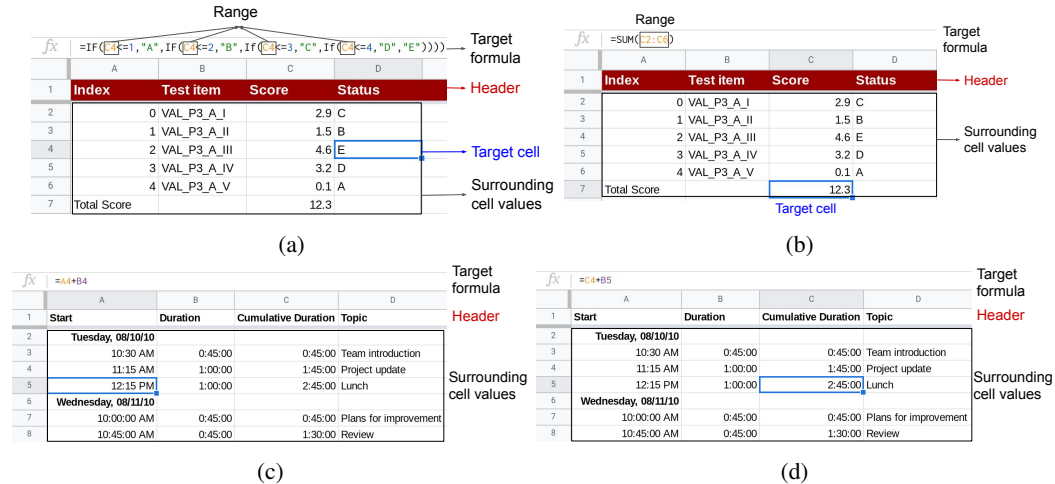 Range
fx =IF(C4<=1,"A",IF(C4<=2,"B",If(C4<=3,"C",If(C4<=4,"D","E")))) Target formula
A B C D
1 Index Test item Score Status Header
2 0 VAL_P3_A_I 2.9 C
3 1 VAL_P3_A_II 1.5 B
4 2 VAL_P3_A_III 4.6 E Target cell
5 3 VAL_P3_A_IV 3.2 D
6 4 VAL_P3_A_V 0.1 A Surrounding cell values
7 Total Score 12.3
(a)
Range
fx =SUM(C2:C6) Target formula
A B C D
1 Index Test item Score Status Header
2 0 VAL_P3_A_I 2.9 C
3 1 VAL_P3_A_II 1.5 B
4 2 VAL_P3_A_III 4.6 E Surrounding cell values
5 3 VAL_P3_A_IV 3.2 D
6 4 VAL_P3_A_V 0.1 A
7 Total Score 12.3
Target cell
(b)
fx =A4+B4 Target formula
A B C D
1 Start Duration Cumulative Duration Topic Header
2 Tuesday, 08/10/10
3 10:30 AM 0:45:00 0:45:00 Team introduction
4 11:15 AM 1:00:00 1:45:00 Project update
5 12:15 PM 1:00:00 2:45:00 Lunch Surrounding cell values
6 Wednesday, 08/11/10
7 10:00:00 AM 0:45:00 0:45:00 Plans for improvement
8 10:45:00 AM 0:45:00 1:30:00 Review
(c)
fx =C4+B5 Target formula
A B C D
1 Start Duration Cumulative Duration Topic Header
2 Tuesday, 08/10/10
3 10:30 AM 0:45:00 0:45:00 Team introduction
4 11:15 AM 1:00:00 1:45:00 Project update
5 12:15 PM 1:00:00 2:45:00 Lunch Surrounding cell values
6 Wednesday, 08/11/10
7 10:00:00 AM 0:45:00 0:45:00 Plans for improvement
8 10:45:00 AM 0:45:00 1:30:00 Review
(d)